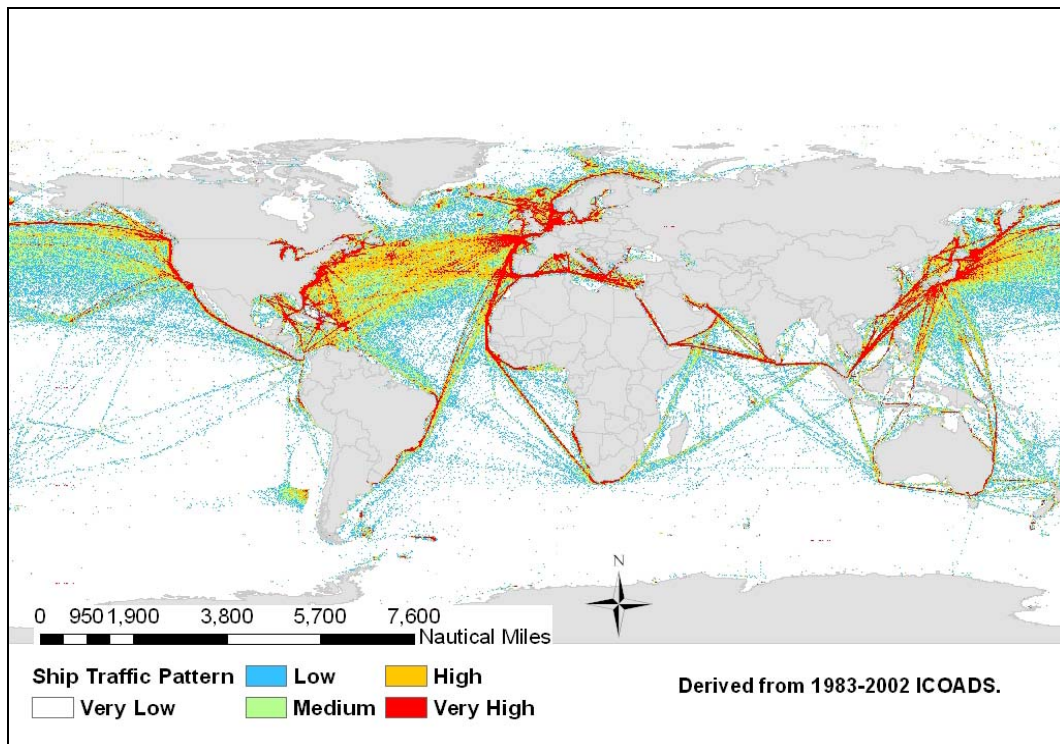 N
0 950 1,900 3,800 5,700 7,600
Nautical Miles
Ship Traffic Pattern Low High
Very Low Medium Very High
Derived from 1983-2002 ICOADS.